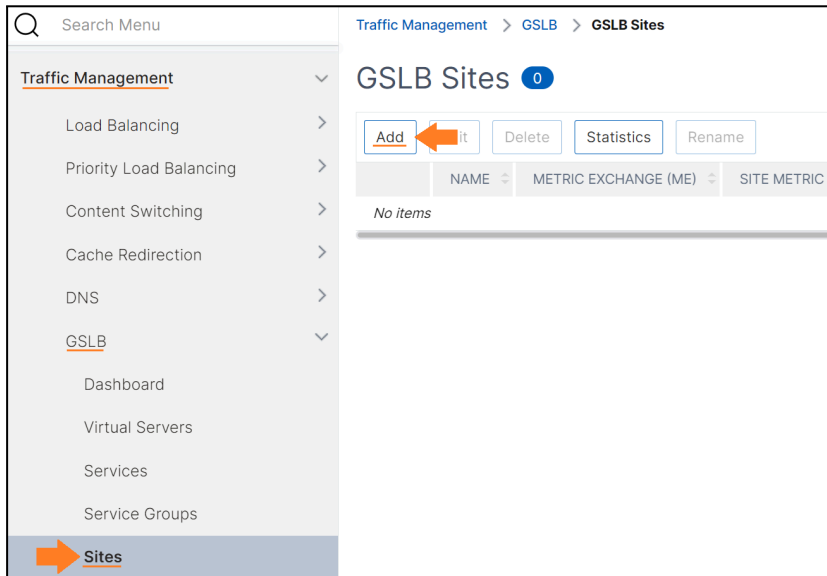 Search Menu
Traffic Management
Load Balancing
Priority Load Balancing
Content Switching
Cache Redirection
DNS
GSLB
Dashboard
Virtual Servers
Services
Service Groups
Sites
Traffic Management > GSLB > GSLB Sites
GSLB Sites 0
Add it Delete Statistics Rename
NAME METRIC EXCHANGE (ME) SITE METRIC
No items